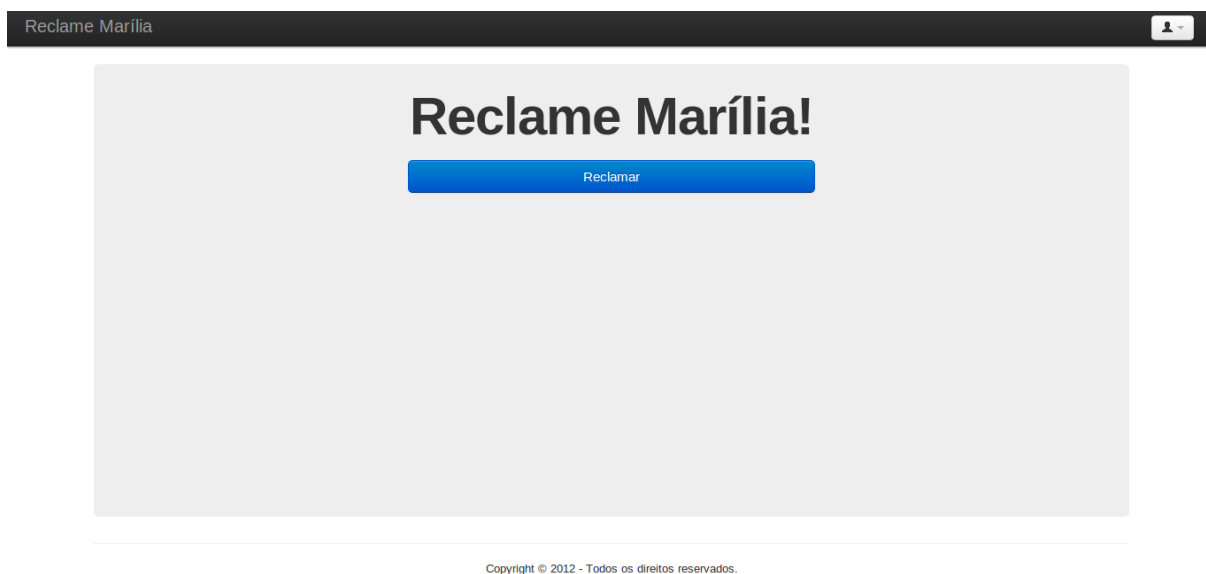 Reclame Marília
Reclame Marília!
Reclamar
Copyright © 2012 - Todos os direitos reservados.